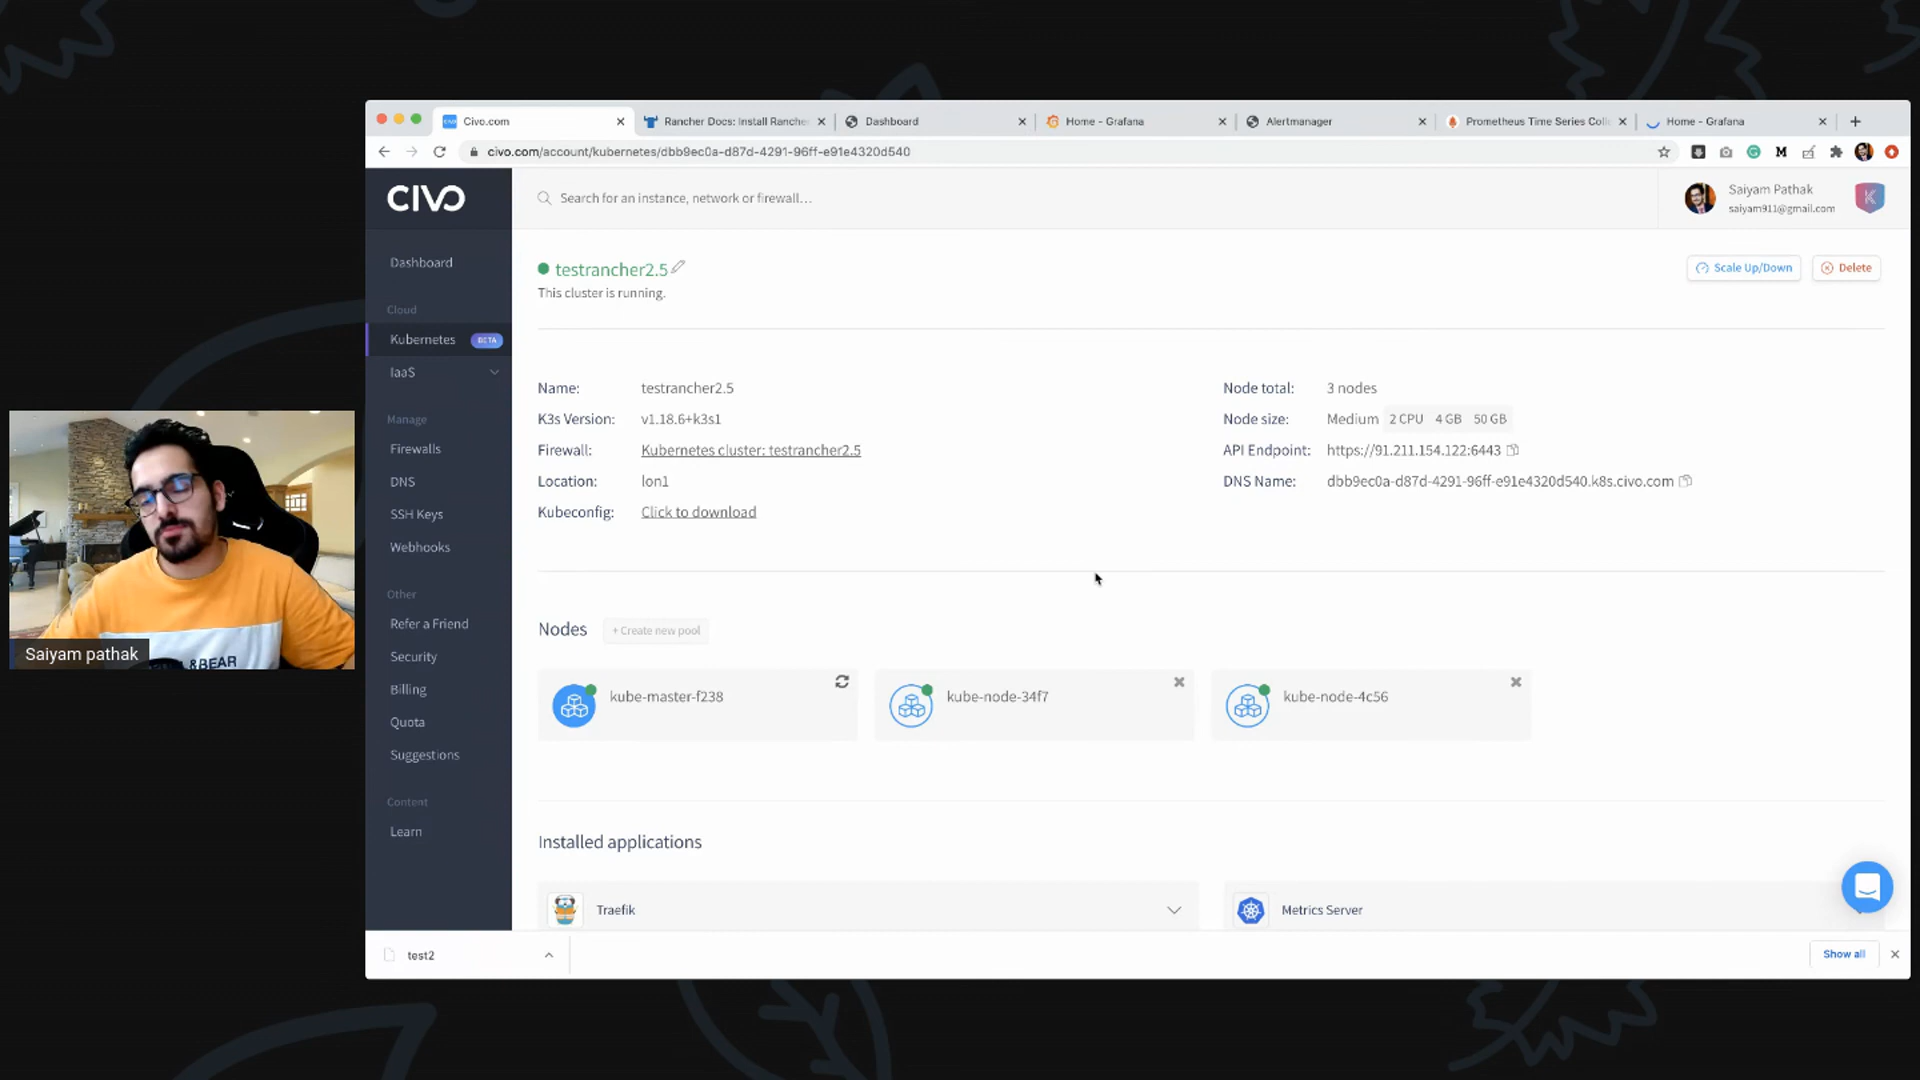 Civo.com
Rancher Docs: Install Rancher
Dashboard
Home - Grafana
Alertmanager
Prometheus Time Series Coll
Home - Grafana
civo.com/account/kubernetes/dbb9ec0a-d87d-4291-96ff-e91e4320d540
M
CIVO
Search for an instance, network or firewall...
Saiyam Pathak
saiyam911@gmail.com
K
Dashboard
Cloud
Kubernetes BETA
IaaS
Manage
Firewalls
DNS
SSH Keys
Webhooks
Other
Refer a Friend
Security
Billing
Quota
Suggestions
Content
Learn
testrancher2.5
This cluster is running.
Scale Up/Down
Delete
Name: testrancher2.5
K3s Version: v1.18.6+k3s1
Firewall: Kubernetes cluster: testrancher2.5
Location: lon1
Kubeconfig: Click to download
Node total: 3 nodes
Node size: Medium 2 CPU 4 GB 50 GB
API Endpoint: https://91.211.154.122:6443
DNS Name: dbb9ec0a-d87d-4291-96ff-e91e4320d540.k8s.civo.com
Nodes + Create new pool
kube-master-f238
kube-node-34f7
kube-node-4c56
Installed applications
Traefik
Metrics Server
test2
Show all
Saiyam pathak
&BEAR